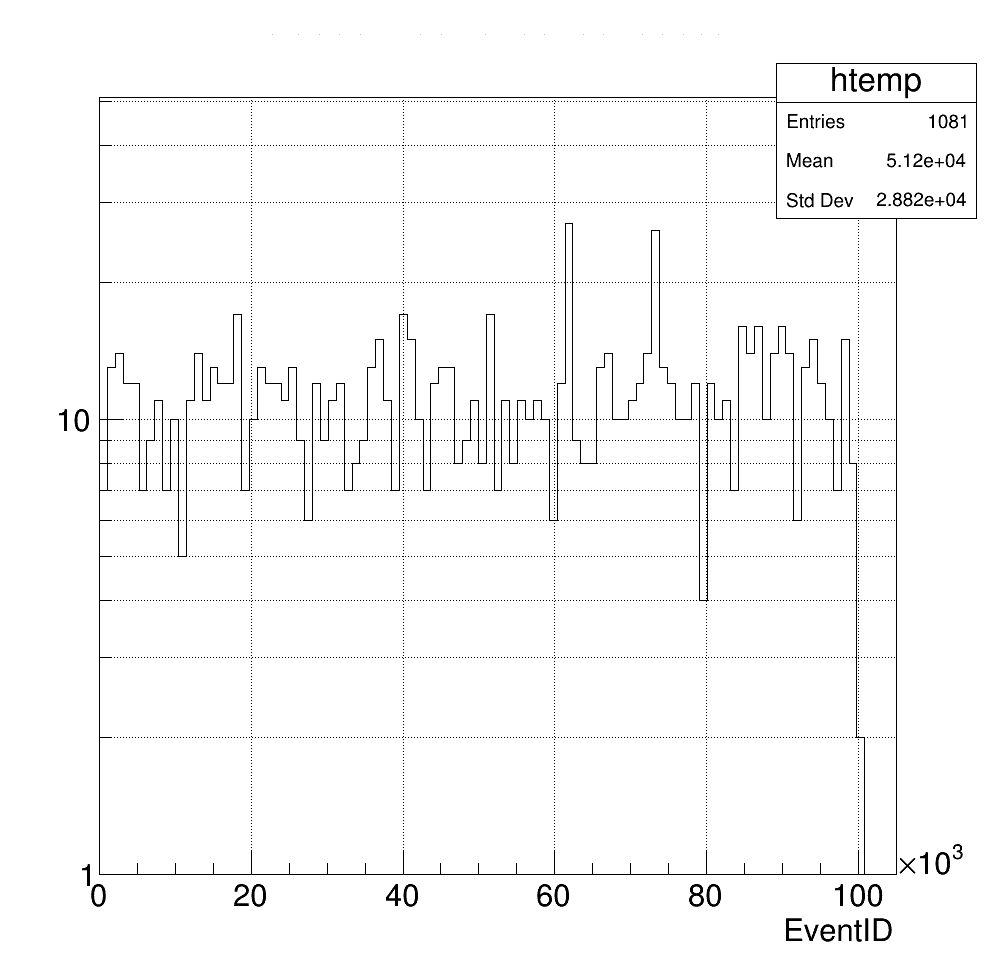 htemp
Entries 1081
Mean 5.12e+04
Std Dev 2.882e+04
10
1
0 20 40 60 80 100
×10³
EventID